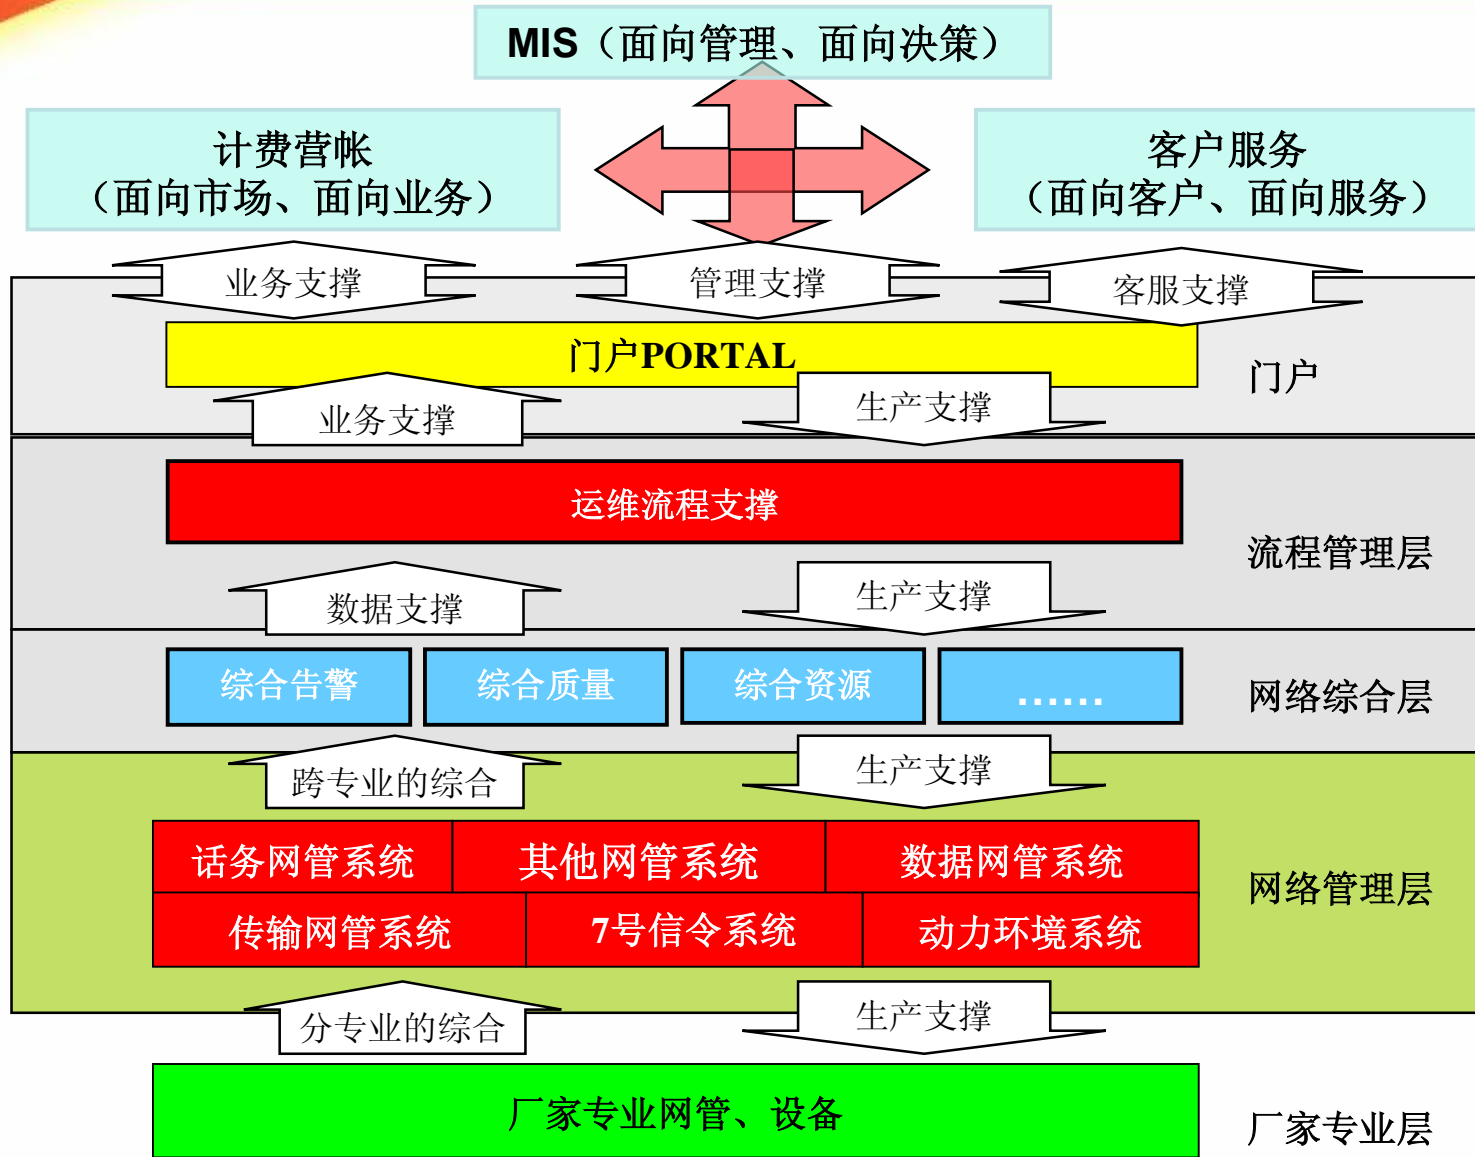 MIS（面向管理、面向决策）
计费营帐
（面向市场、面向业务）
客户服务
（面向客户、面向服务）
业务支撑
管理支撑
客服支撑
门户PORTAL
门户
业务支撑
生产支撑
运维流程支撑
流程管理层
数据支撑
生产支撑
综合告警
综合质量
综合资源
……
网络综合层
跨专业的综合
生产支撑
话务网管系统
其他网管系统
数据网管系统
网络管理层
传输网管系统
7号信令系统
动力环境系统
分专业的综合
生产支撑
厂家专业网管、设备
厂家专业层